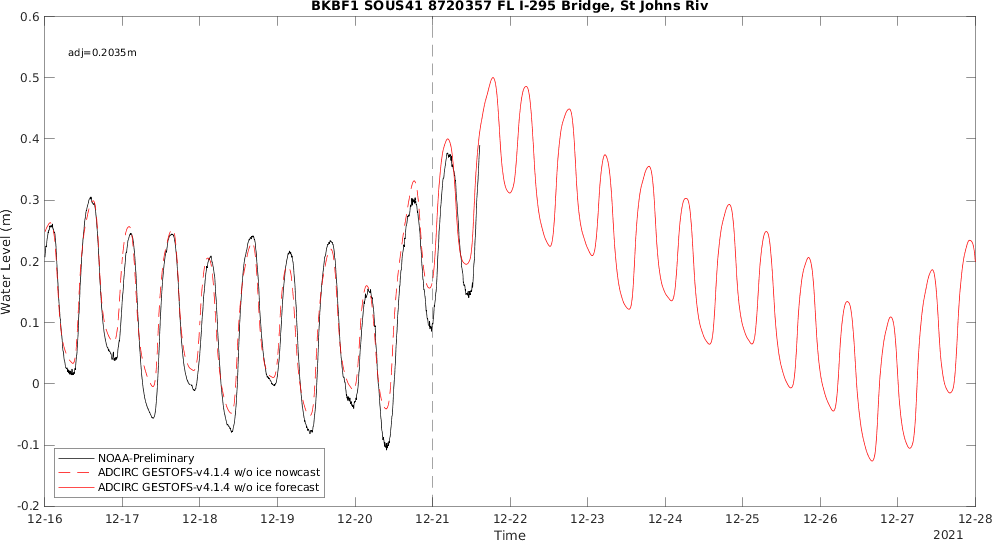 BKBF1 SOUS41 8720357 FL I-295 Bridge, St Johns Riv
0.6
adj=0.2035m
0.5
0.4
0.3
0.2
0.1
0
-0.1
-0.2
Water Level (m)
NOAA-Preliminary
ADCIRC GESTOFS-v4.1.4 w/o ice nowcast
ADCIRC GESTOFS-v4.1.4 w/o ice forecast
12-16 12-17 12-18 12-19 12-20 12-21 12-22 12-23 12-24 12-25 12-26 12-27 12-28
Time
2021